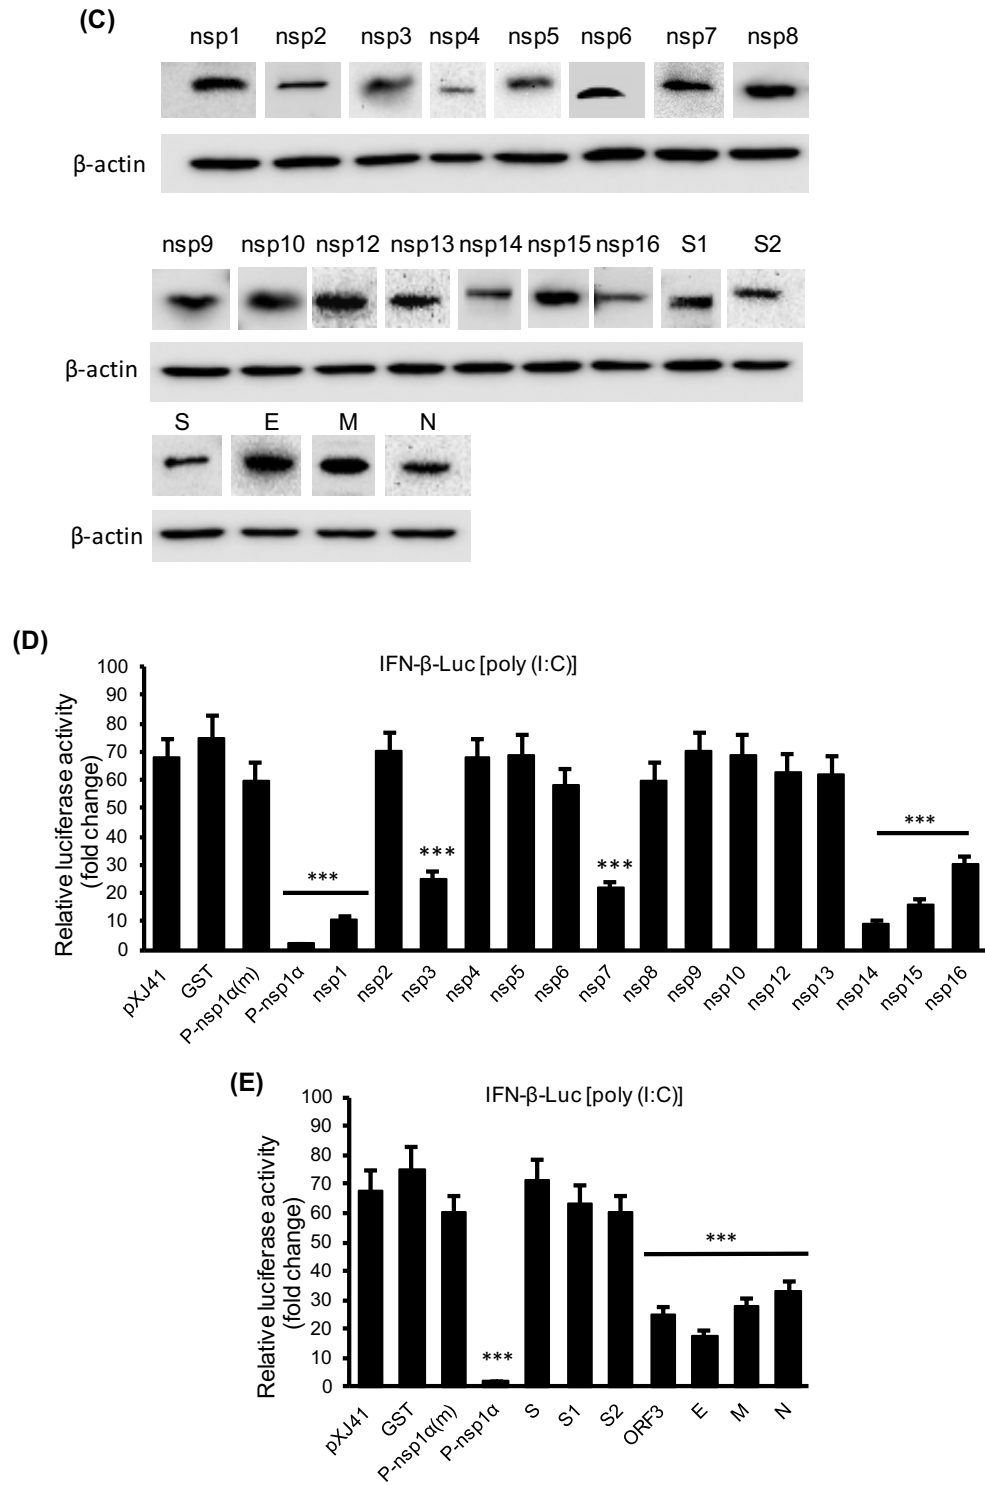 (C)
nsp1 nsp2 nsp3 nsp4 nsp5 nsp6 nsp7 nsp8
β-actin
nsp9 nsp10 nsp12 nsp13 nsp14 nsp15 nsp16 S1 S2
β-actin
S E M N
β-actin
(D)
IFN-β-Luc [poly (I:C)]
Relative luciferase activity
(fold change)
100
90
80
70
60
50
40
30
20
10
0
***
***
***
***
pXJ41 GST P-nsp1α(m) P-nsp1α nsp1 nsp2 nsp3 nsp4 nsp5 nsp6 nsp7 nsp8 nsp9 nsp10 nsp12 nsp13 nsp14 nsp15 nsp16
(E)
IFN-β-Luc [poly (I:C)]
Relative luciferase activity
(fold change)
100
90
80
70
60
50
40
30
20
10
0
***
***
pXJ41 GST P-nsp1α(m) P-nsp1α S S1 S2 ORF3 E M N